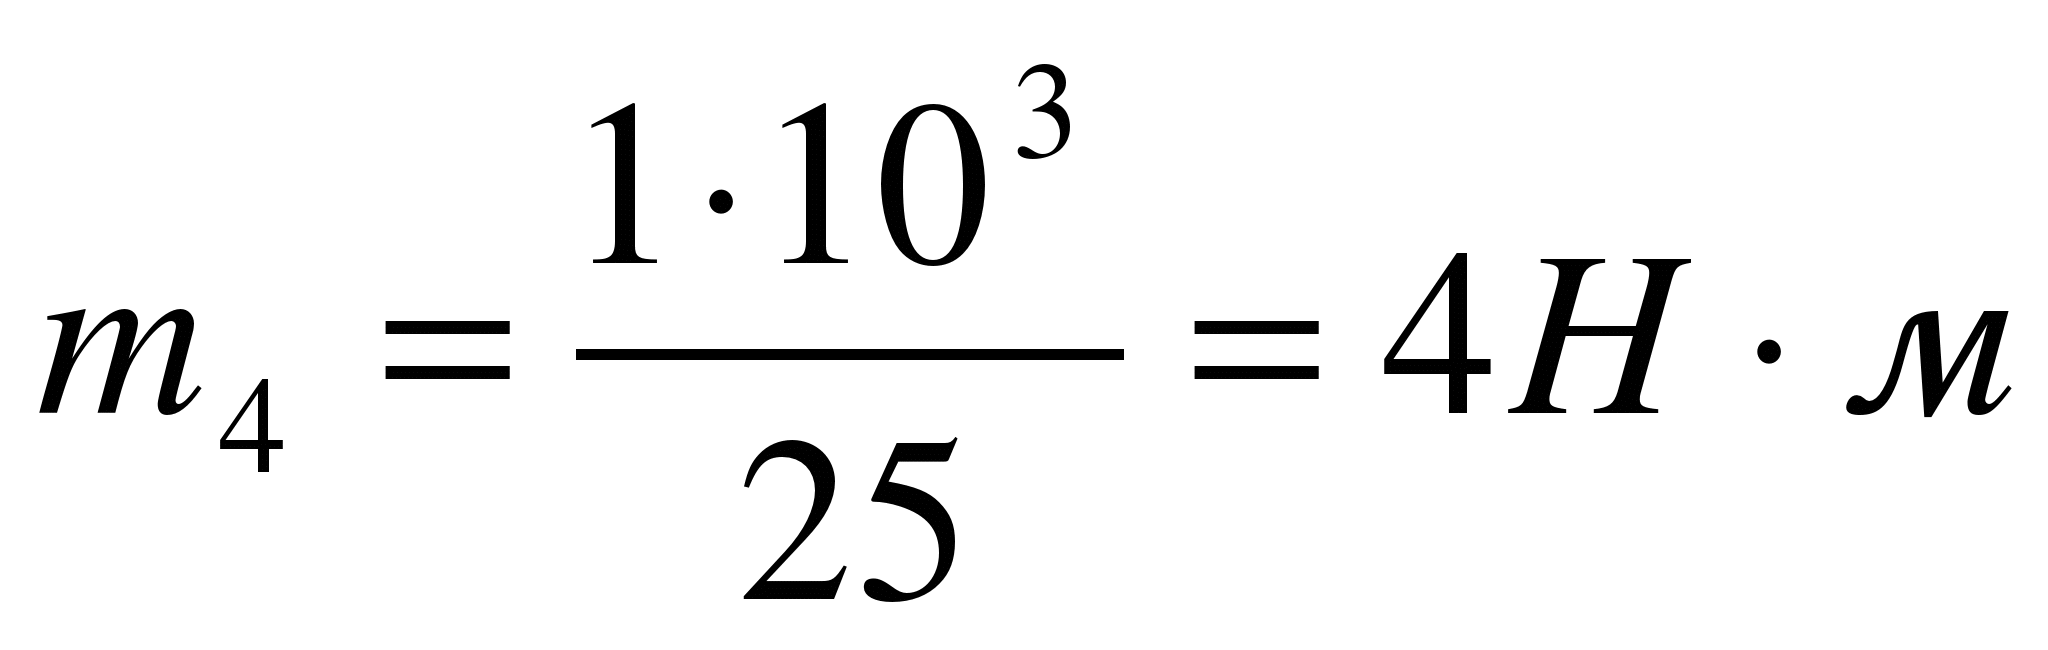 m₄ = 1·10³ / 25 = 4Н · м